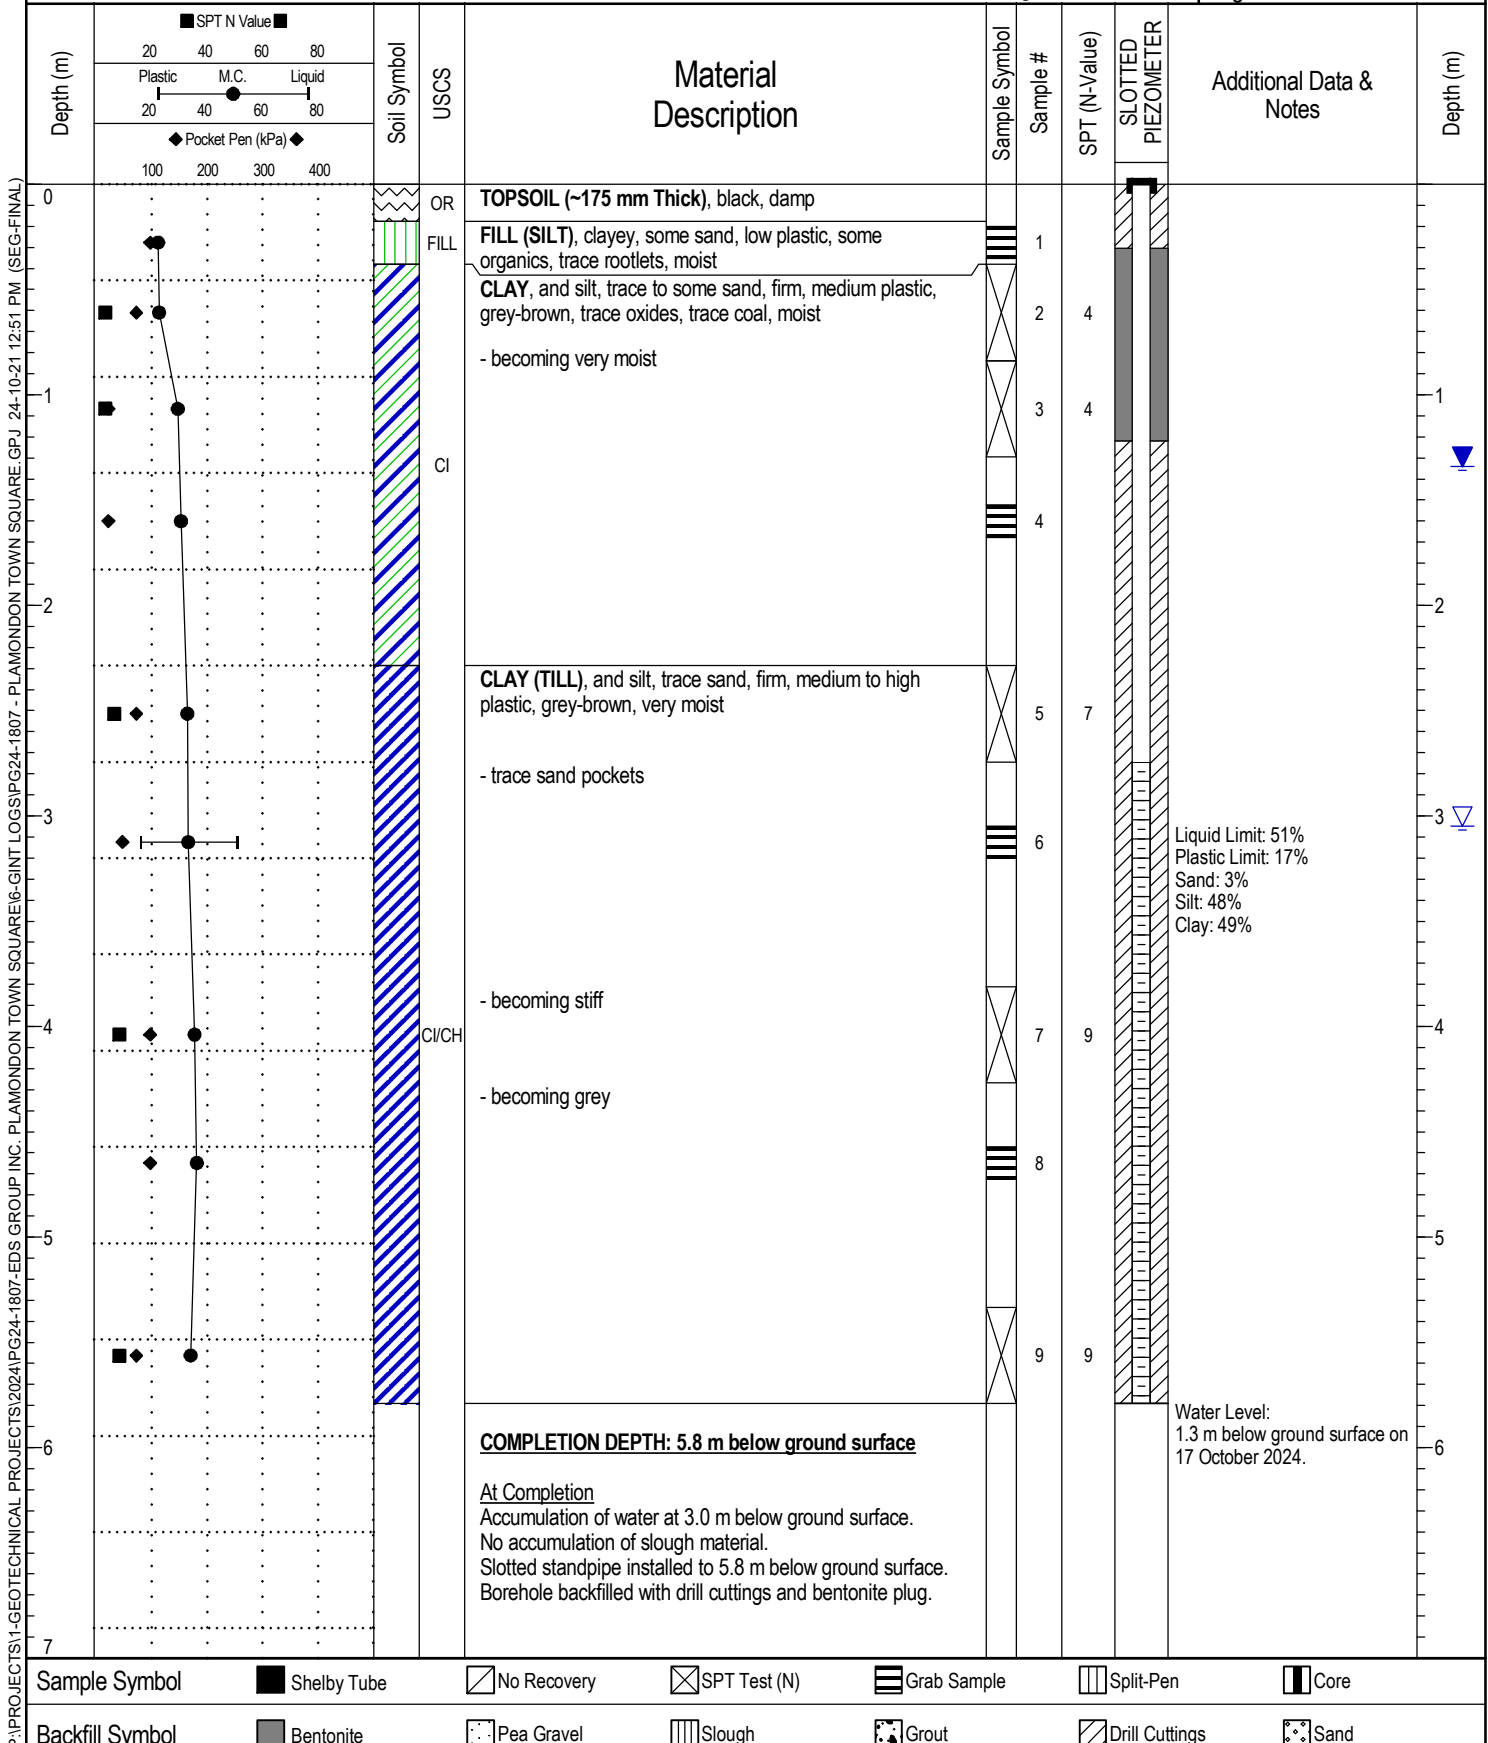 SPT N Value
20 40 60 80
Plastic M.C. Liquid
20 40 60 80
Pocket Pen (kPa)
100 200 300 400
Depth (m)
Soil Symbol
USCS
Material
Description
Sample Symbol
Sample #
SPT (N-Value)
SLOTTED
PIEZOMETER
Additional Data &
Notes
Depth (m)
0
OR
TOPSOIL (~175 mm Thick), black, damp
FILL
FILL (SILT), clayey, some sand, low plastic, some
organics, trace rootlets, moist
1
CLAY, and silt, trace to some sand, firm, medium plastic,
grey-brown, trace oxides, trace coal, moist
2 4
- becoming very moist
1
3 4
1
CI
4
2
2
CLAY (TILL), and silt, trace sand, firm, medium to high
plastic, grey-brown, very moist
5 7
- trace sand pockets
3
3
6
Liquid Limit: 51%
Plastic Limit: 17%
Sand: 3%
Silt: 48%
Clay: 49%
- becoming stiff
4
CI/CH
7 9
4
- becoming grey
8
5
5
9 9
COMPLETION DEPTH: 5.8 m below ground surface
6
6
Water Level:
1.3 m below ground surface on
17 October 2024.
At Completion
Accumulation of water at 3.0 m below ground surface.
No accumulation of slough material.
Slotted standpipe installed to 5.8 m below ground surface.
Borehole backfilled with drill cuttings and bentonite plug.
7
Sample Symbol Shelby Tube No Recovery SPT Test (N) Grab Sample Split-Pen Core
Backfill Symbol Bentonite Pea Gravel Slough Grout Drill Cuttings Sand
P:\PROJECTS\1-GEOTECHNICAL PROJECTS\2024\PG24-1807-EDS GROUP INC. PLAMONDON TOWN SQUARE\6-GINT LOGS\PG24-1807 - PLAMONDON TOWN SQUARE.GPJ 24-10-21 12:51 PM (SEG-FINAL)